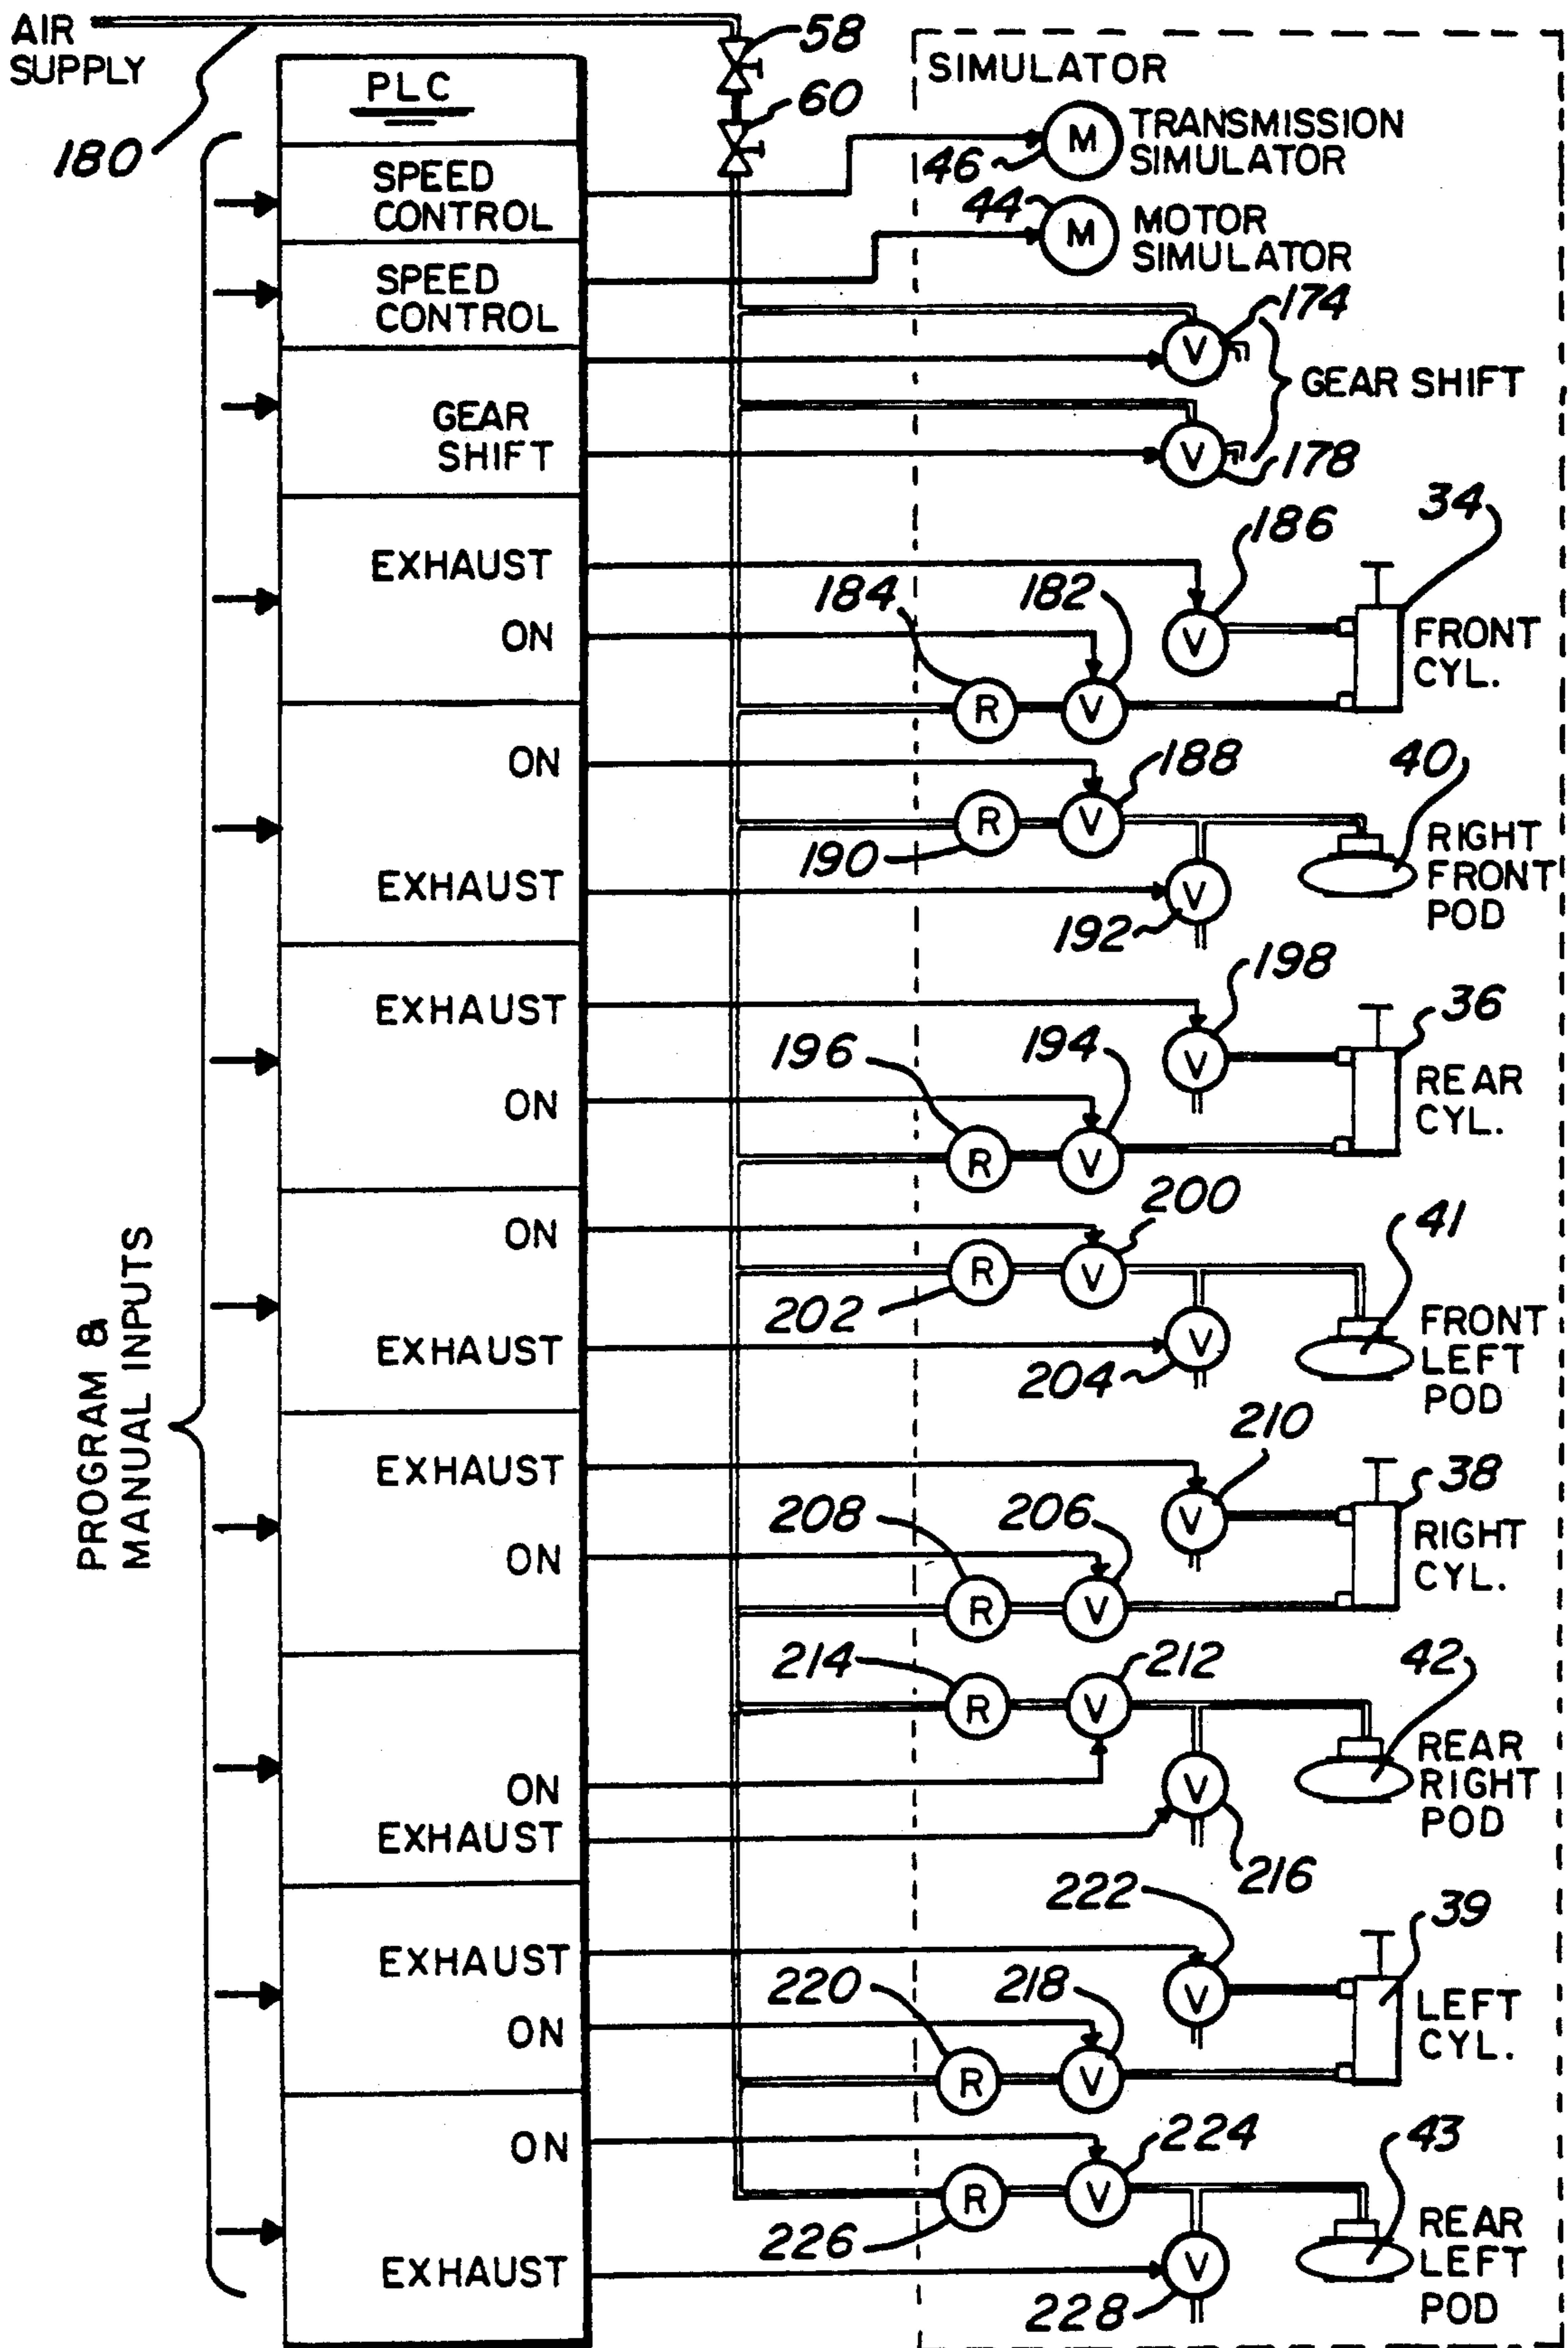 AIR
SUPPLY
180
58
60
PLC
SPEED
CONTROL
SPEED
CONTROL
GEAR
SHIFT
EXHAUST
ON
ON
EXHAUST
EXHAUST
ON
ON
EXHAUST
EXHAUST
ON
ON
EXHAUST
EXHAUST
ON
ON
EXHAUST
PROGRAM &
MANUAL INPUTS
SIMULATOR
M
46
TRANSMISSION
SIMULATOR
44
M
MOTOR
SIMULATOR
174
V
GEAR SHIFT
V
178
34
186
184
182
V
FRONT
CYL.
R
V
188
40
R
V
RIGHT
FRONT
POD
190
V
192
198
36
196
194
V
REAR
CYL.
R
V
200
41
R
V
202
FRONT
LEFT
POD
V
204
210
38
208
206
V
RIGHT
CYL.
R
V
214
212
42
R
V
REAR
RIGHT
POD
V
216
222
39
220
218
V
LEFT
CYL.
R
V
224
43
R
V
226
REAR
LEFT
POD
V
228